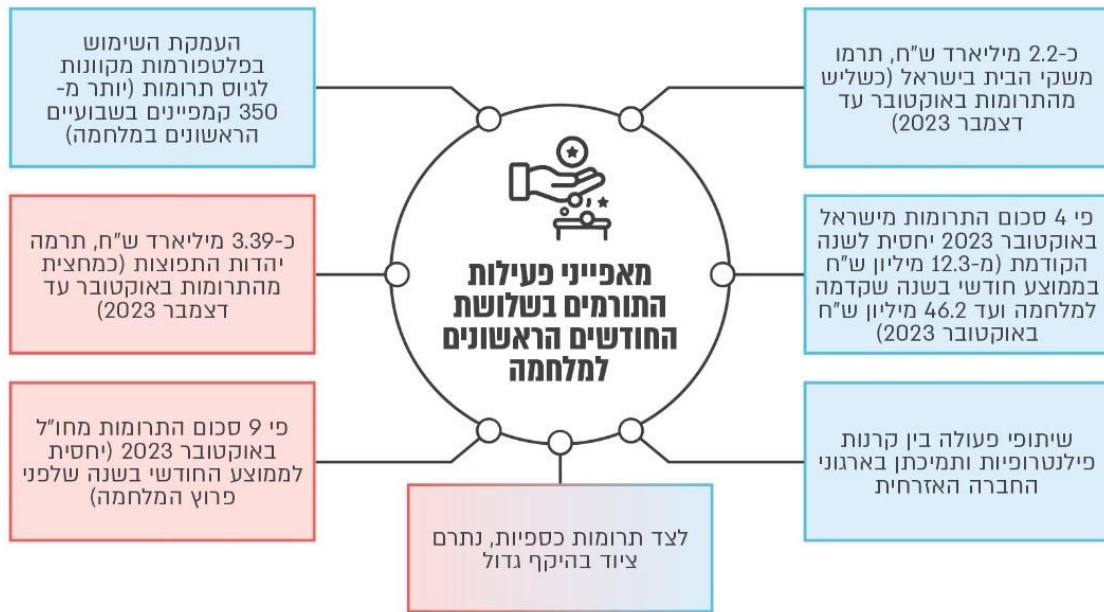 מאפייני פעילות
התורמים בשלושת
החודשים הראשונים
למלחמה
כ-2.2 מיליארד ש"ח, תרמו
משקי הבית בישראל (כשליש
מהתרומות באוקטובר עד
דצמבר 2023)
פי 4 סכום התרומות מישראל
באוקטובר 2023 יחסית לשנה
הקודמת (מ-12.3 מיליון ש"ח
בממוצע חודשי בשנה שקדמה
למלחמה ועד 46.2 מיליון ש"ח
באוקטובר 2023)
שיתופי פעולה בין קרנות
פילנטרופיות ותמיכתן בארגוני
החברה האזרחית
לצד תרומות כספיות, נתרם
ציוד בהיקף גדול
העמקת השימוש
בפלטפורמות מקוונות
לגיוס תרומות (יותר מ-
350 קמפיינים בשבועיים
הראשונים במלחמה)
כ-3.39 מיליארד ש"ח, תרמה
יהדות התפוצות (כמחצית
מהתרומות באוקטובר עד
דצמבר 2023)
פי 9 סכום התרומות מחו"ל
באוקטובר 2023 (יחסית
לממוצע החודשי בשנה שלפני
פרוץ המלחמה)